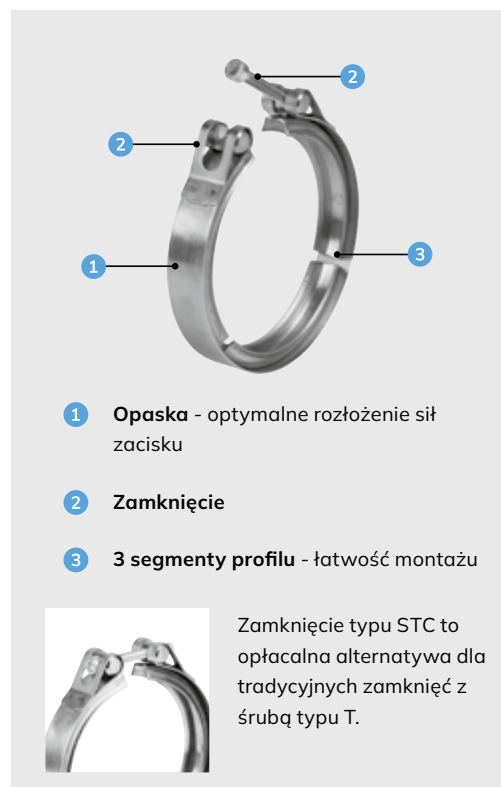 2
2
1
3
1 Opaska - optymalne rozłożenie sił
zacisku
2 Zamknięcie
3 3 segmenty profilu - łatwość montażu
Zamknięcie typu STC to
opłacalna alternatywa dla
tradycyjnych zamknięć z
śrubą typu T.